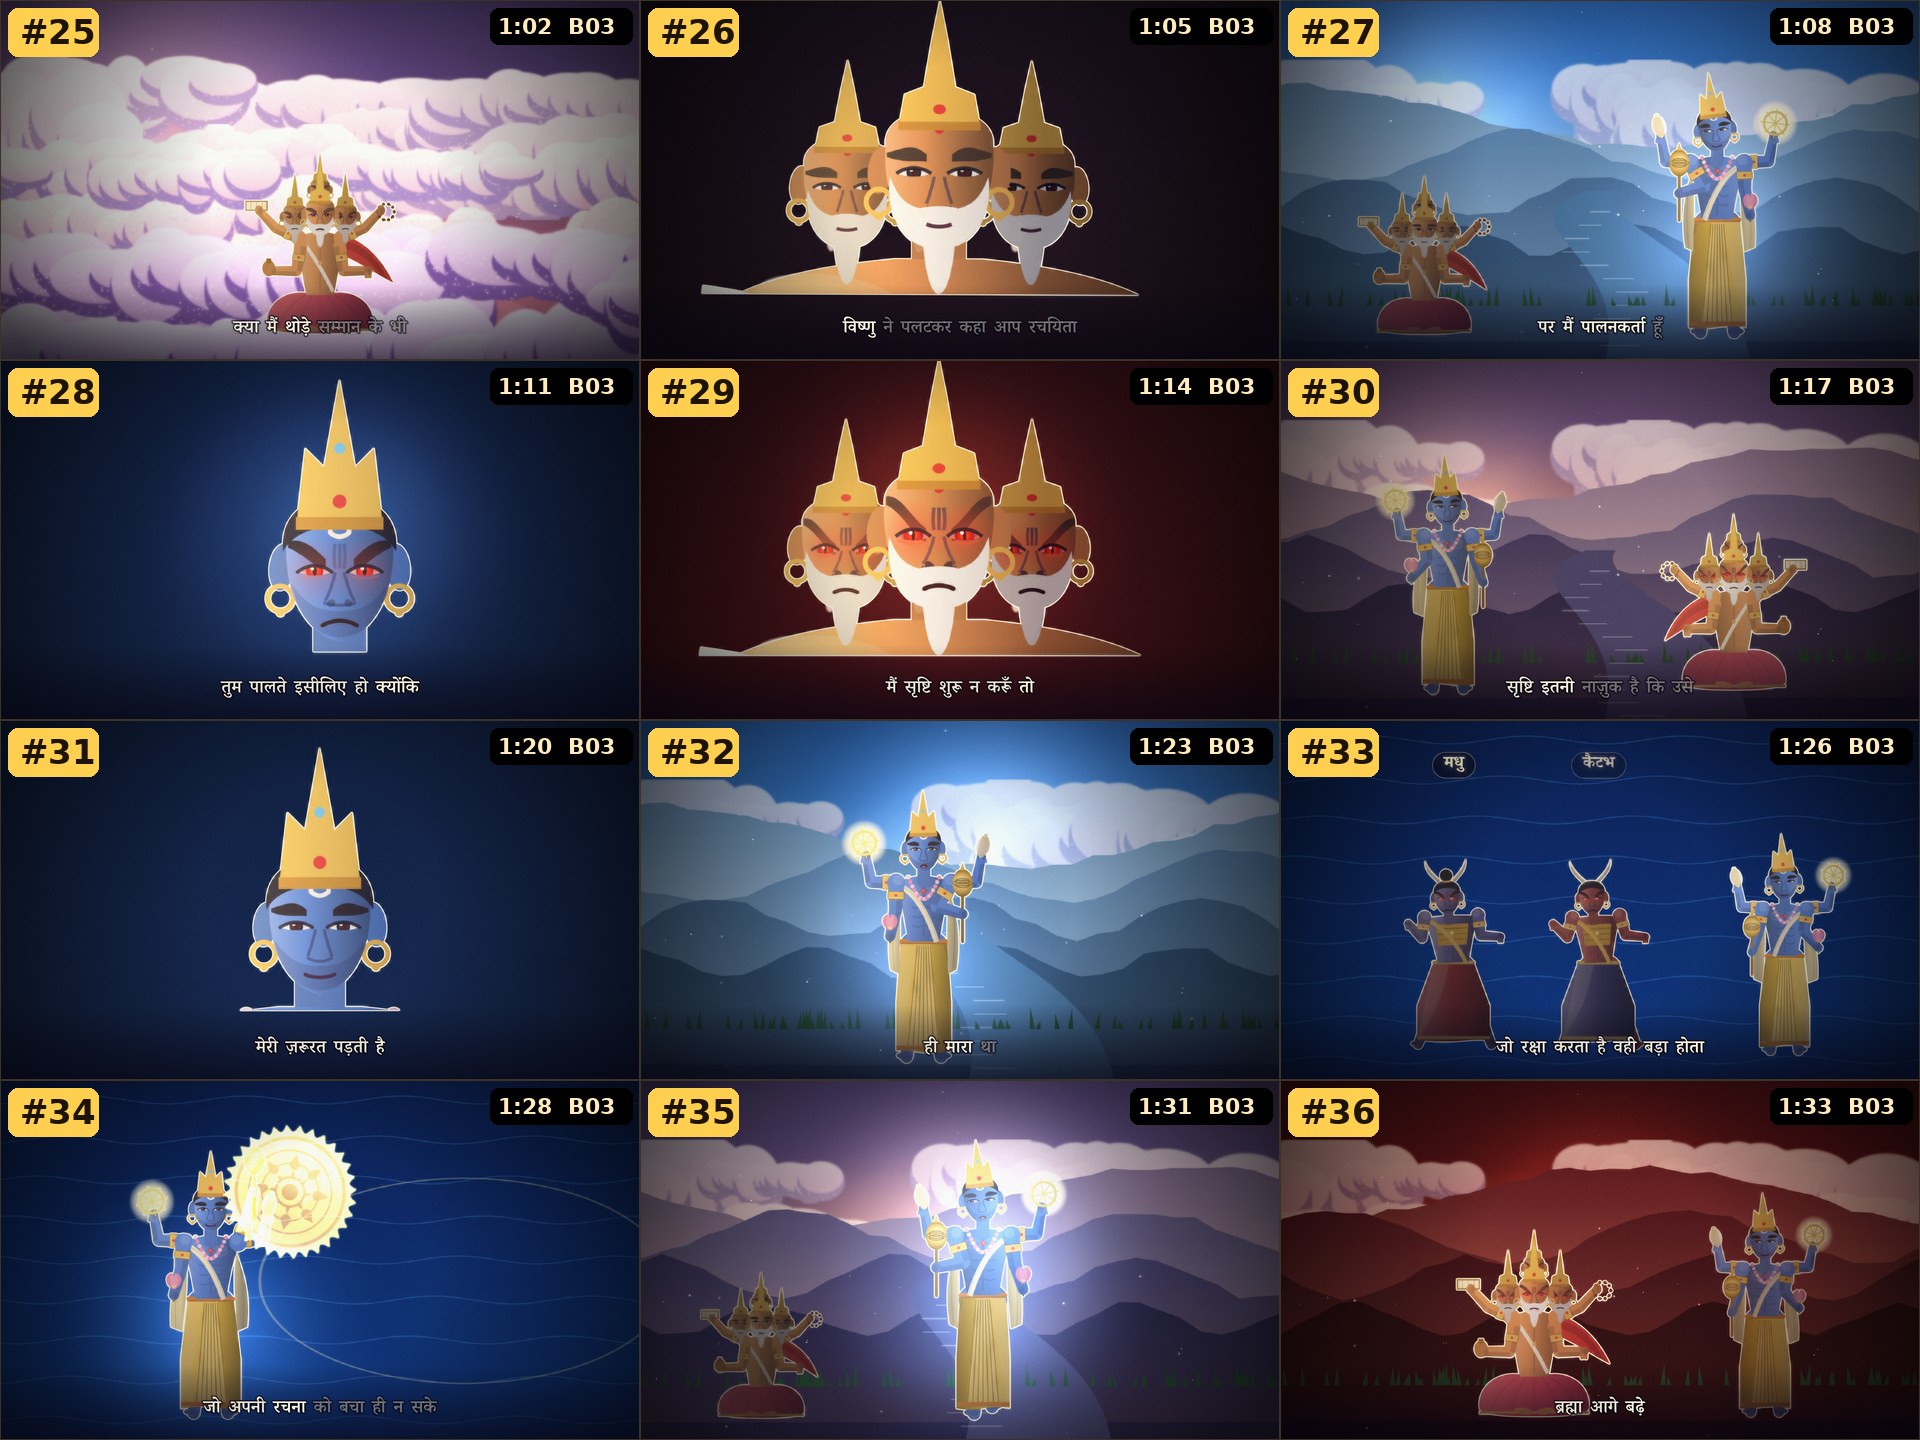 #25
1:02 B03
क्या मैं थोड़े सम्मान के भी
#26
1:05 B03
विष्णु ने पलटकर कहा आप रचयिता
#27
1:08 B03
पर मैं पालनकर्ता हूँ
#28
1:11 B03
तुम पालते इसीलिए हो क्योंकि
#29
1:14 B03
मैं सृष्टि शुरू न करूँ तो
#30
1:17 B03
सृष्टि इतनी नाज़ुक है कि उसे
#31
1:20 B03
मेरी ज़रूरत पड़ती है
#32
1:23 B03
ही मारा था
#33
1:26 B03
मधु
कैटभ
जो रक्षा करता है वही बड़ा होता
#34
1:28 B03
जो अपनी रचना को बचा ही न सके
#35
1:31 B03
#36
1:33 B03
ब्रह्मा आगे बढ़े